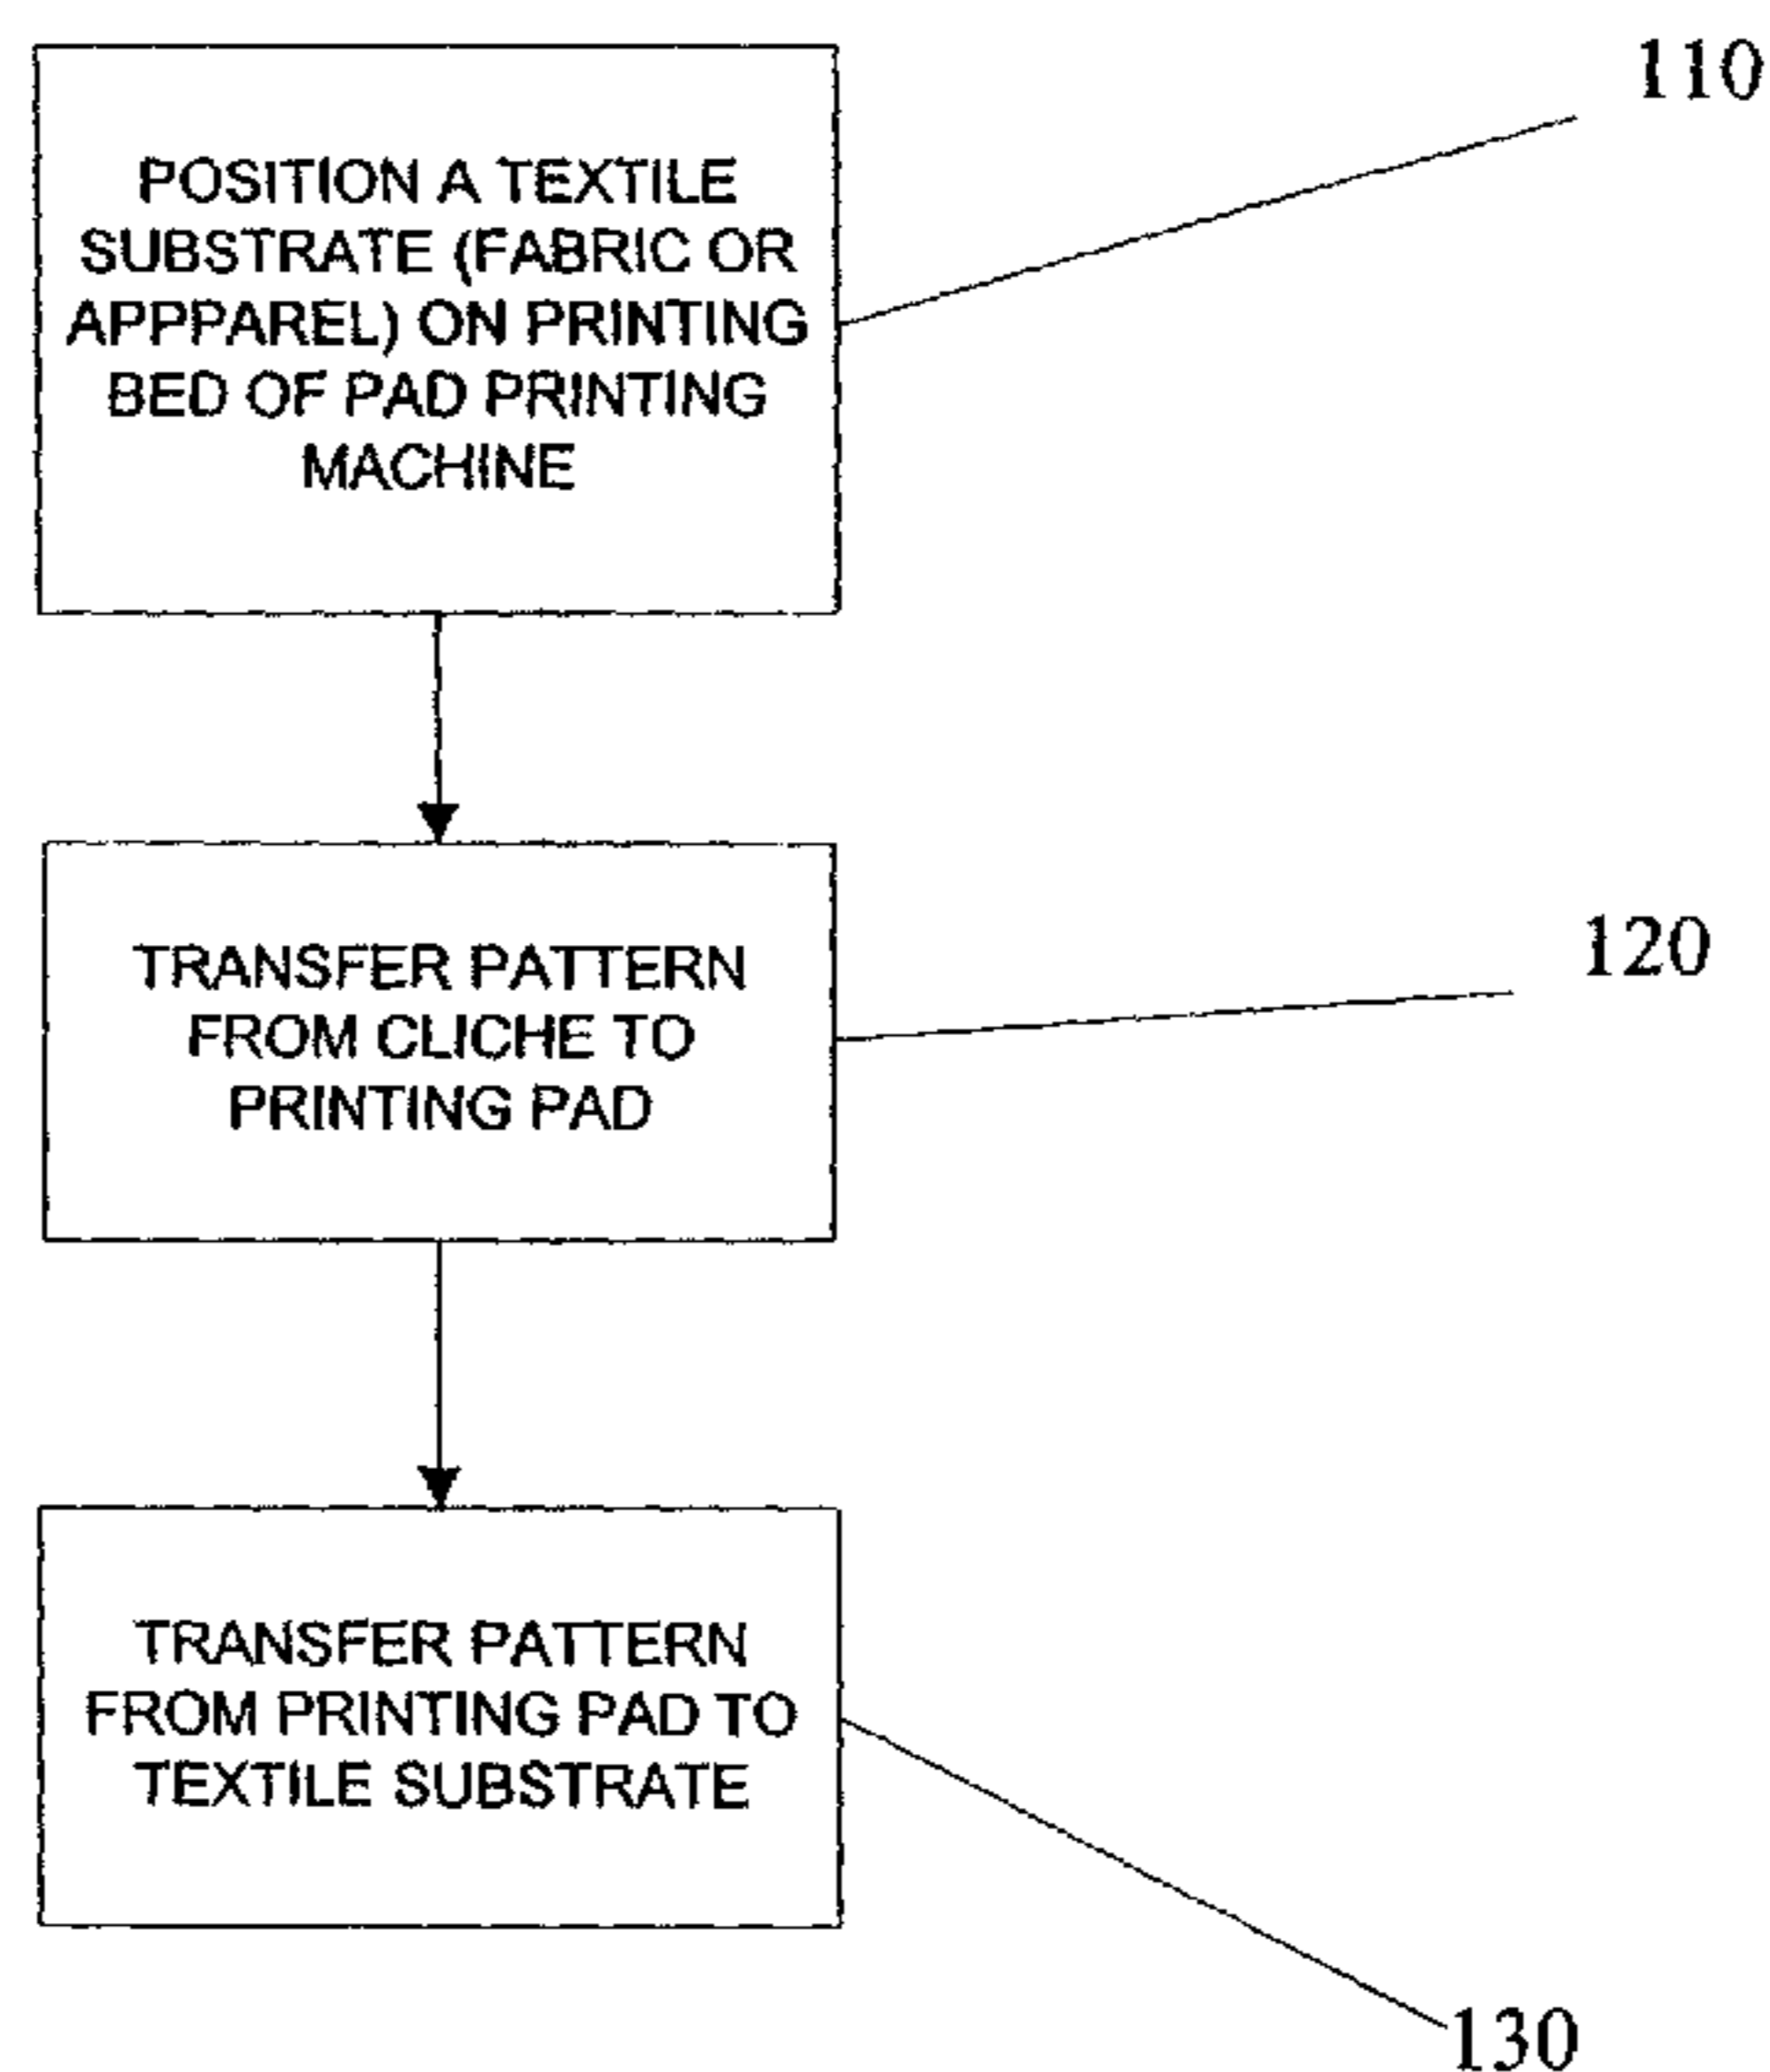 110
POSITION A TEXTILE
SUBSTRATE (FABRIC OR
APPPAREL) ON PRINTING
BED OF PAD PRINTING
MACHINE
120
TRANSFER PATTERN
FROM CLICHE TO
PRINTING PAD
TRANSFER PATTERN
FROM PRINTING PAD TO
TEXTILE SUBSTRATE
130